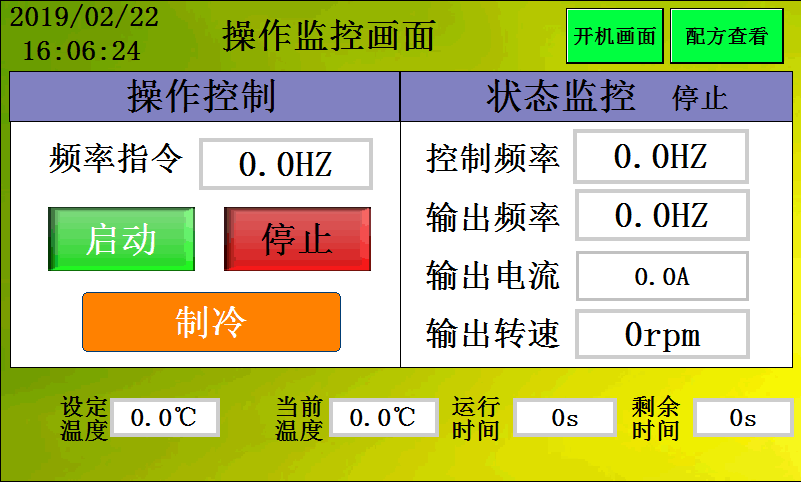 2019/02/22
16:06:24
操作监控画面
开机画面
配方查看
操作控制
状态监控 停止
频率指令 0.0HZ
启动
停止
制冷
控制频率 0.0HZ
输出频率 0.0HZ
输出电流 0.0A
输出转速 0rpm
设定
温度
0.0℃
当前
温度
0.0℃
运行
时间
0s
剩余
时间
0s